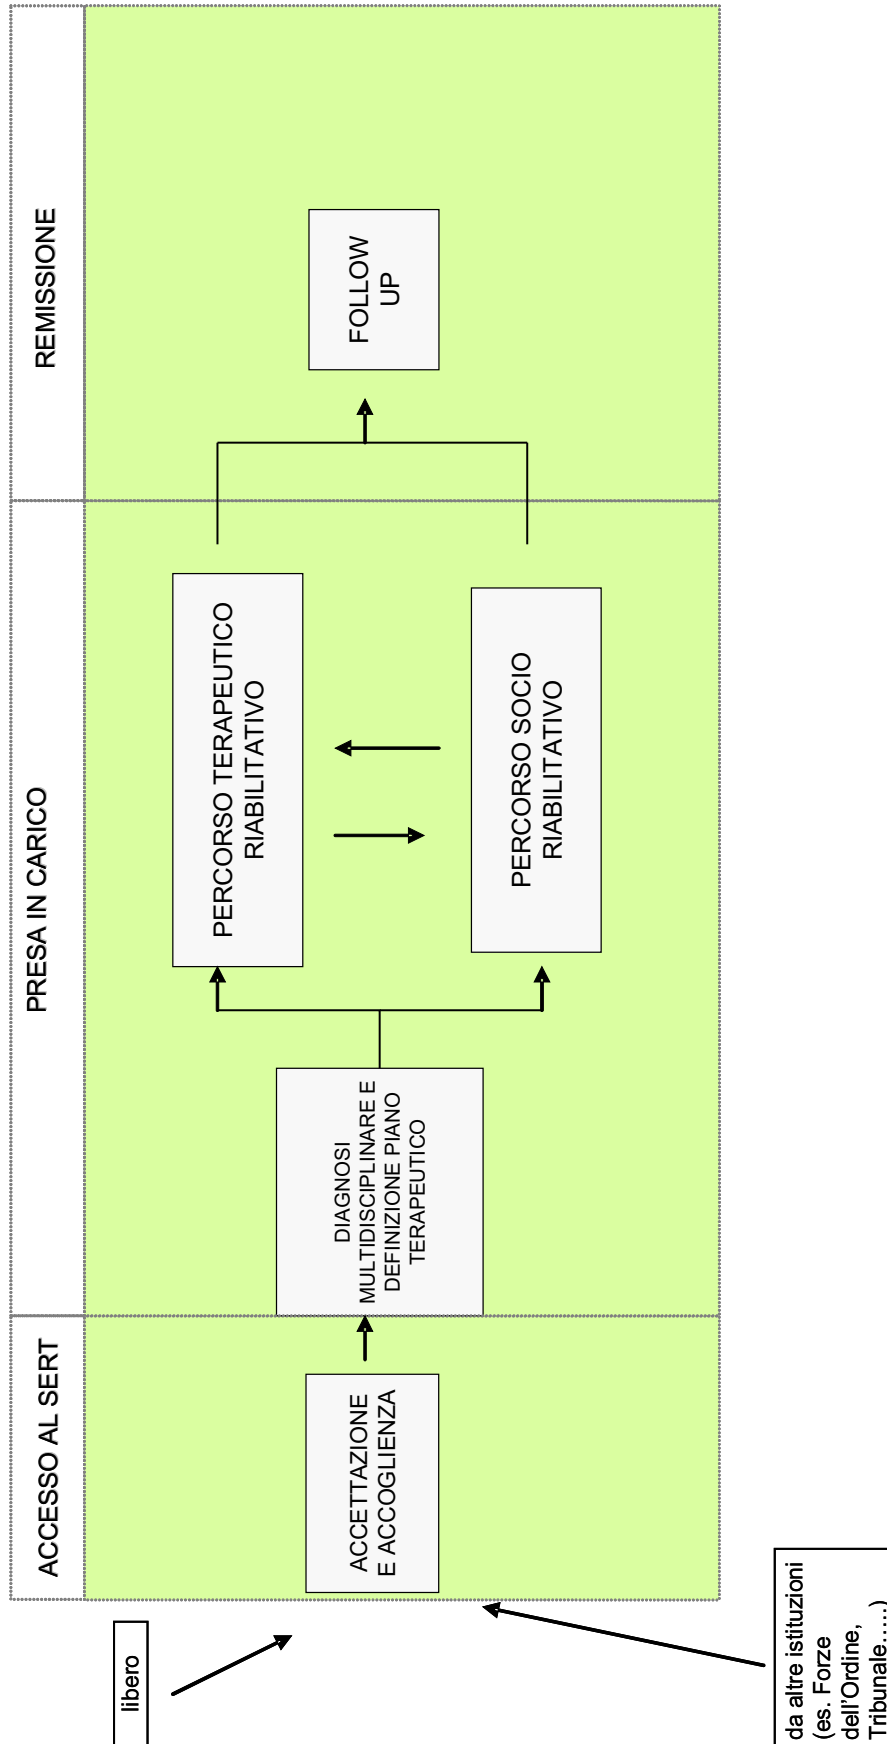 ACCESSO AL SERT
PRESA IN CARICO
REMISSIONE
libero
da altre istituzioni
(es. Forze
dell'Ordine,
Tribunale…..)
ACCETTAZIONE
E ACCOGLIENZA
DIAGNOSI
MULTIDISCIPLINARE E
DEFINIZIONE PIANO
TERAPEUTICO
PERCORSO TERAPEUTICO
RIABILITATIVO
PERCORSO SOCIO
RIABILITATIVO
FOLLOW
UP